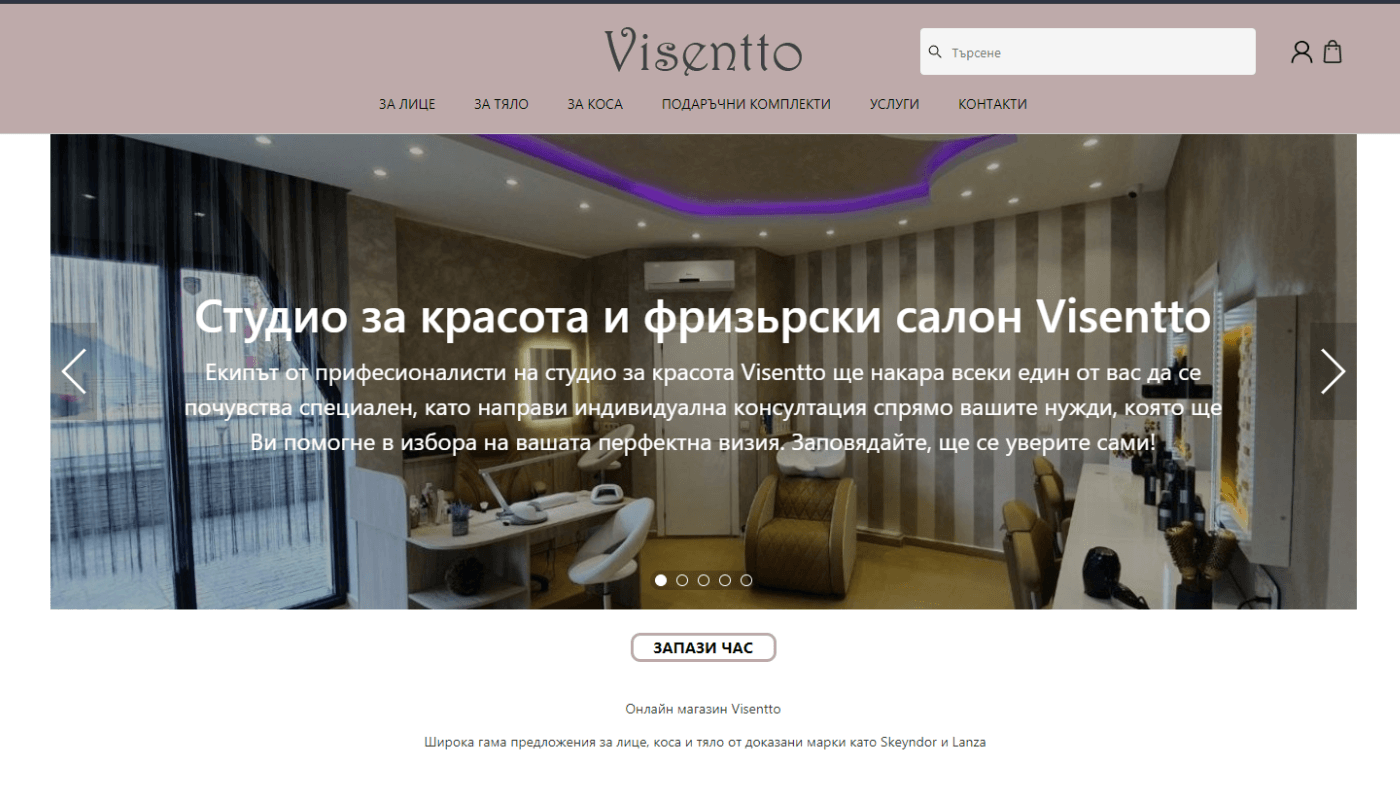 Visentto
Търсене
ЗА ЛИЦЕ ЗА ТЯЛО ЗА КОСА ПОДАРЪЧНИ КОМПЛЕКТИ УСЛУГИ КОНТАКТИ
Студио за красота и фризьрски салон Visentto
Екипът от прифесионалисти на студио за красота Visentto ще накара всеки един от вас да се
почувства специален, като направи индивидуална консултация спрямо вашите нужди, която ще
Ви помогне в избора на вашата перфектна визия. Заповядайте, ще се уверите сами!
ЗАПАЗИ ЧАС
Онлайн магазин Visentto
Широка гама предложения за лице, коса и тяло от доказани марки като Skeyndor и Lanza